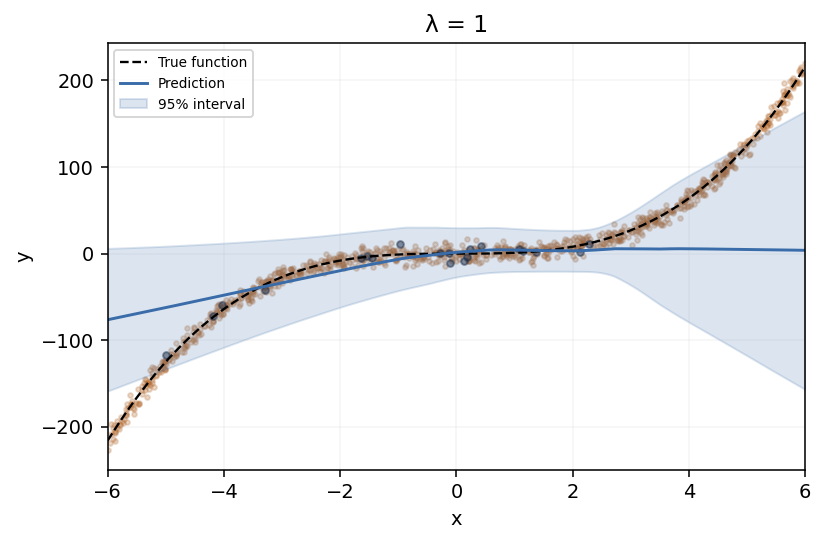 λ = 1
True function
Prediction
95% interval
y
200
100
0
−100
−200
−6 −4 −2 0 2 4 6
x